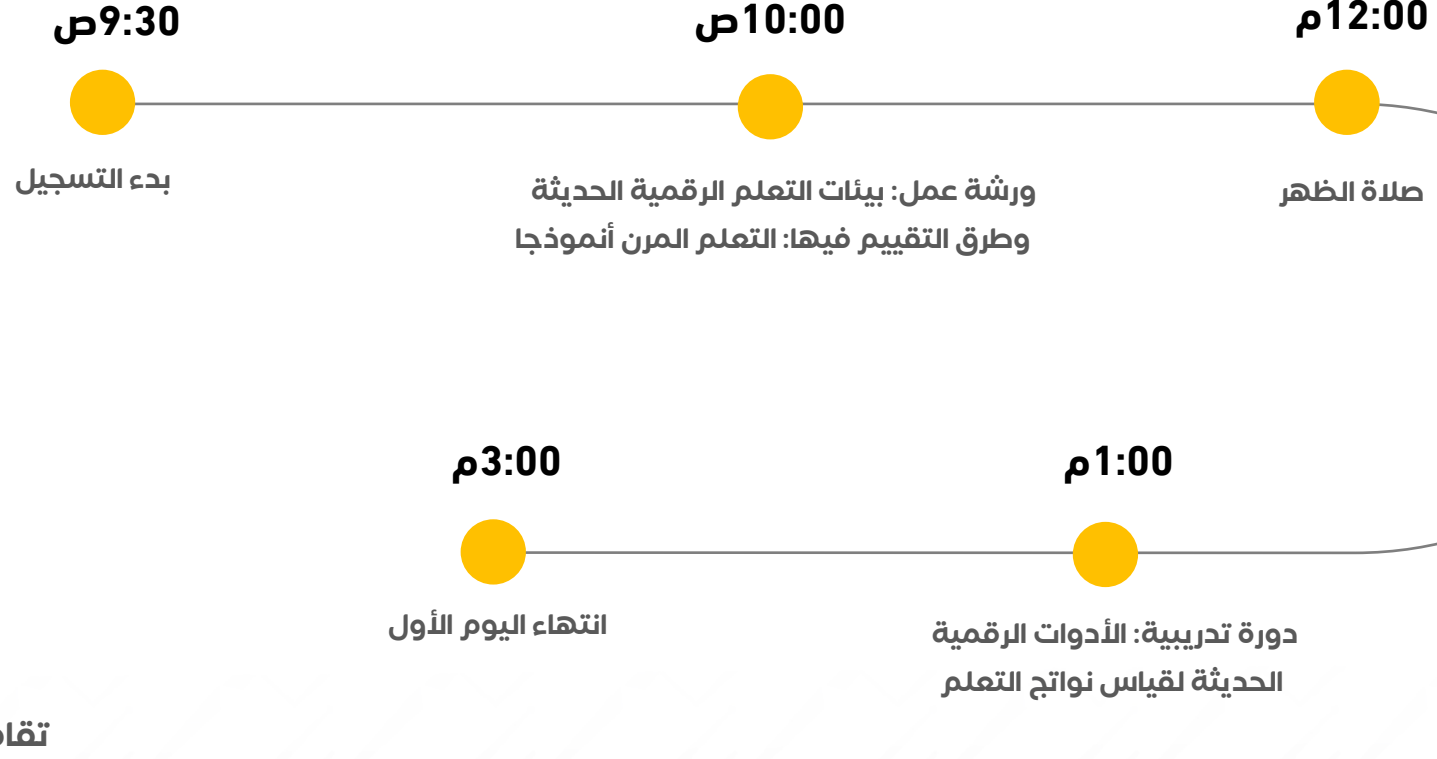 9:30ص
بدء التسجيل
10:00ص
ورشة عمل: بيئات التعلم الرقمية الحديثة
وطرق التقييم فيها: التعلم المرن أنموذجا
12:00م
صلاة الظهر
1:00م
دورة تدريبية: الأدوات الرقمية
الحديثة لقياس نواتج التعلم
3:00م
انتهاء اليوم الأول